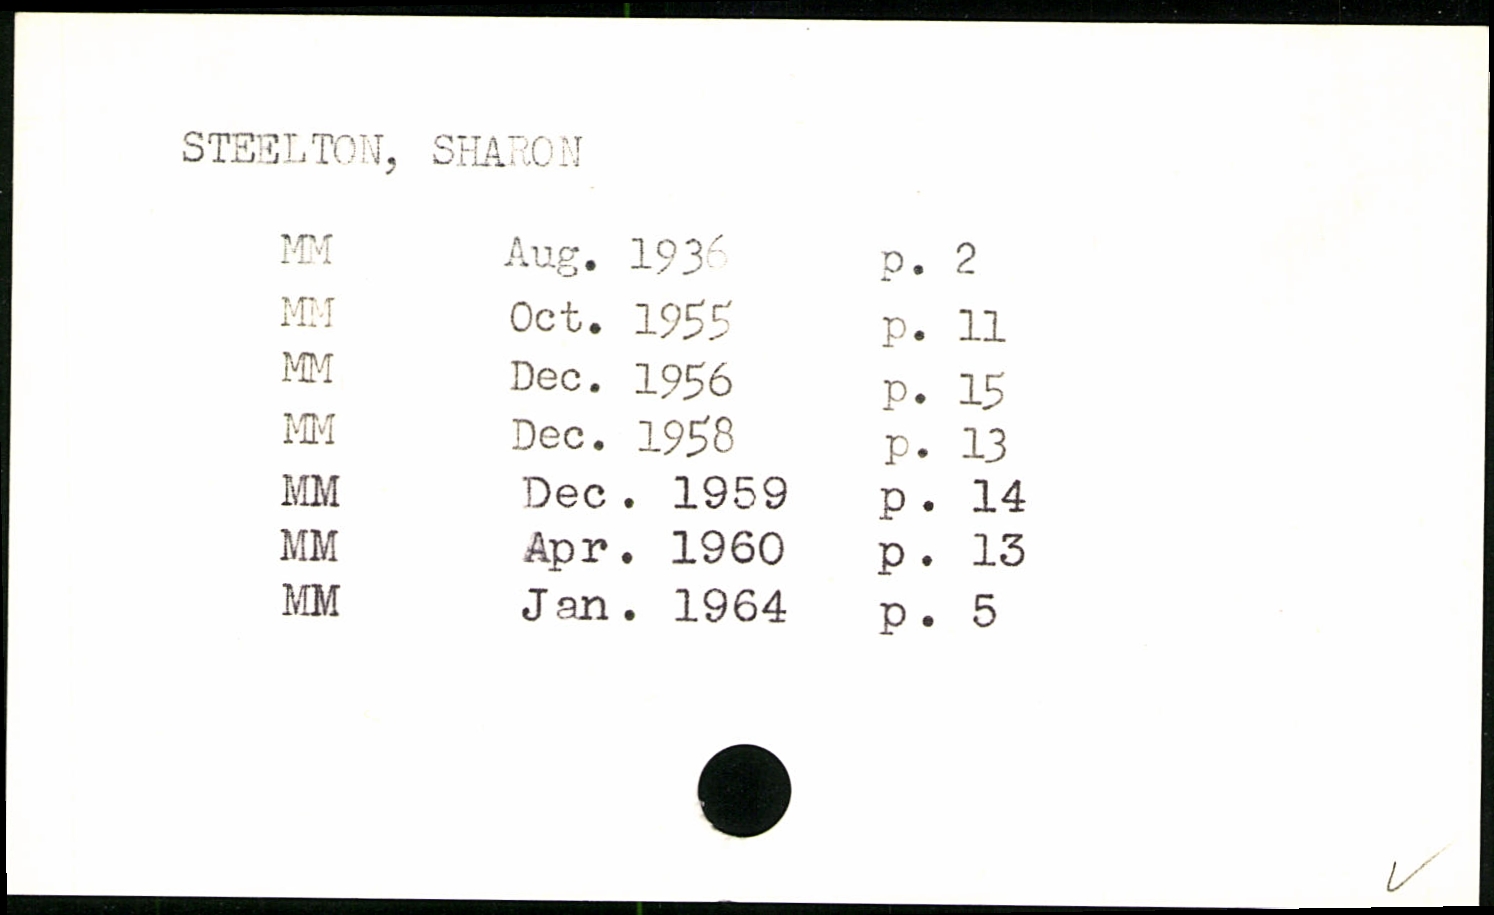 STEELTON, SHARON
MM Aug. 1936 p. 2
MM Oct. 1955 p. 11
MM Dec. 1956 p. 15
MM Dec. 1958 p. 13
MM Dec. 1959 p. 14
MM Apr. 1960 p. 13
MM Jan. 1964 p. 5